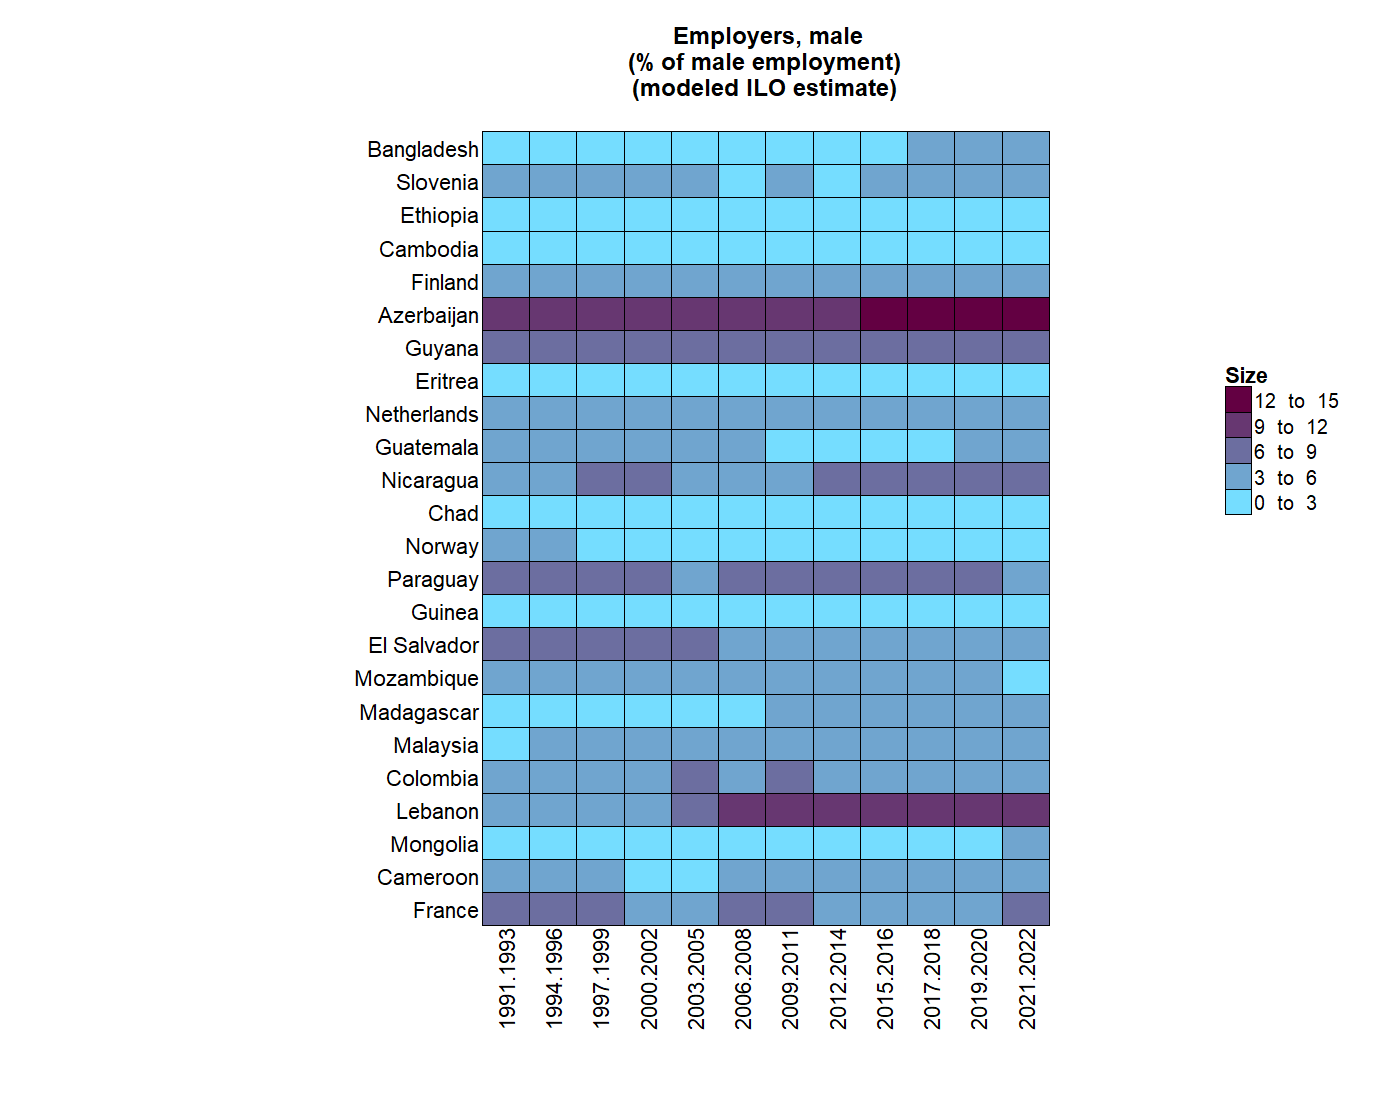 Employers, male
(% of male employment)
(modeled ILO estimate)
Bangladesh
Slovenia
Ethiopia
Cambodia
Finland
Azerbaijan
Guyana
Eritrea
Netherlands
Guatemala
Nicaragua
Chad
Norway
Paraguay
Guinea
El Salvador
Mozambique
Madagascar
Malaysia
Colombia
Lebanon
Mongolia
Cameroon
France
1991.1993
1994.1996
1997.1999
2000.2002
2003.2005
2006.2008
2009.2011
2012.2014
2015.2016
2017.2018
2019.2020
2021.2022
Size
12 to 15
9 to 12
6 to 9
3 to 6
0 to 3